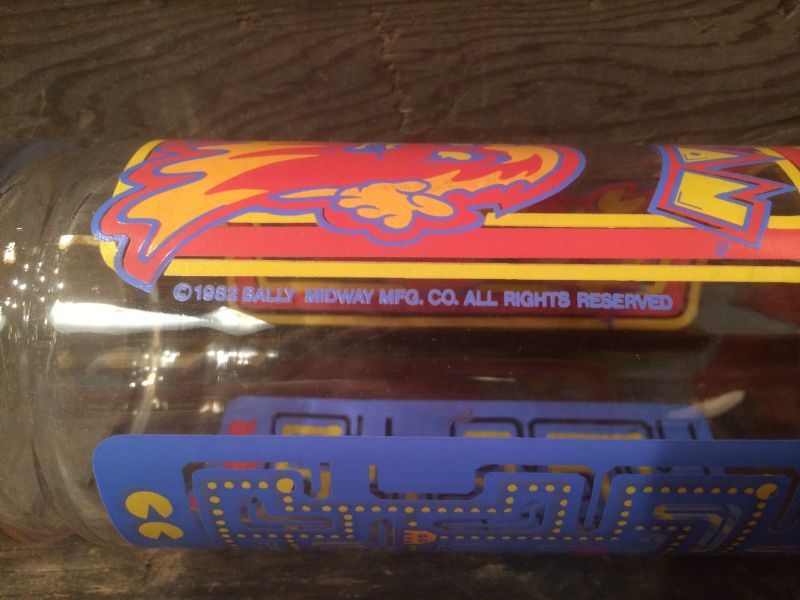 ©1982 BALLY MIDWAY MFG. CO. ALL RIGHTS RESERVED